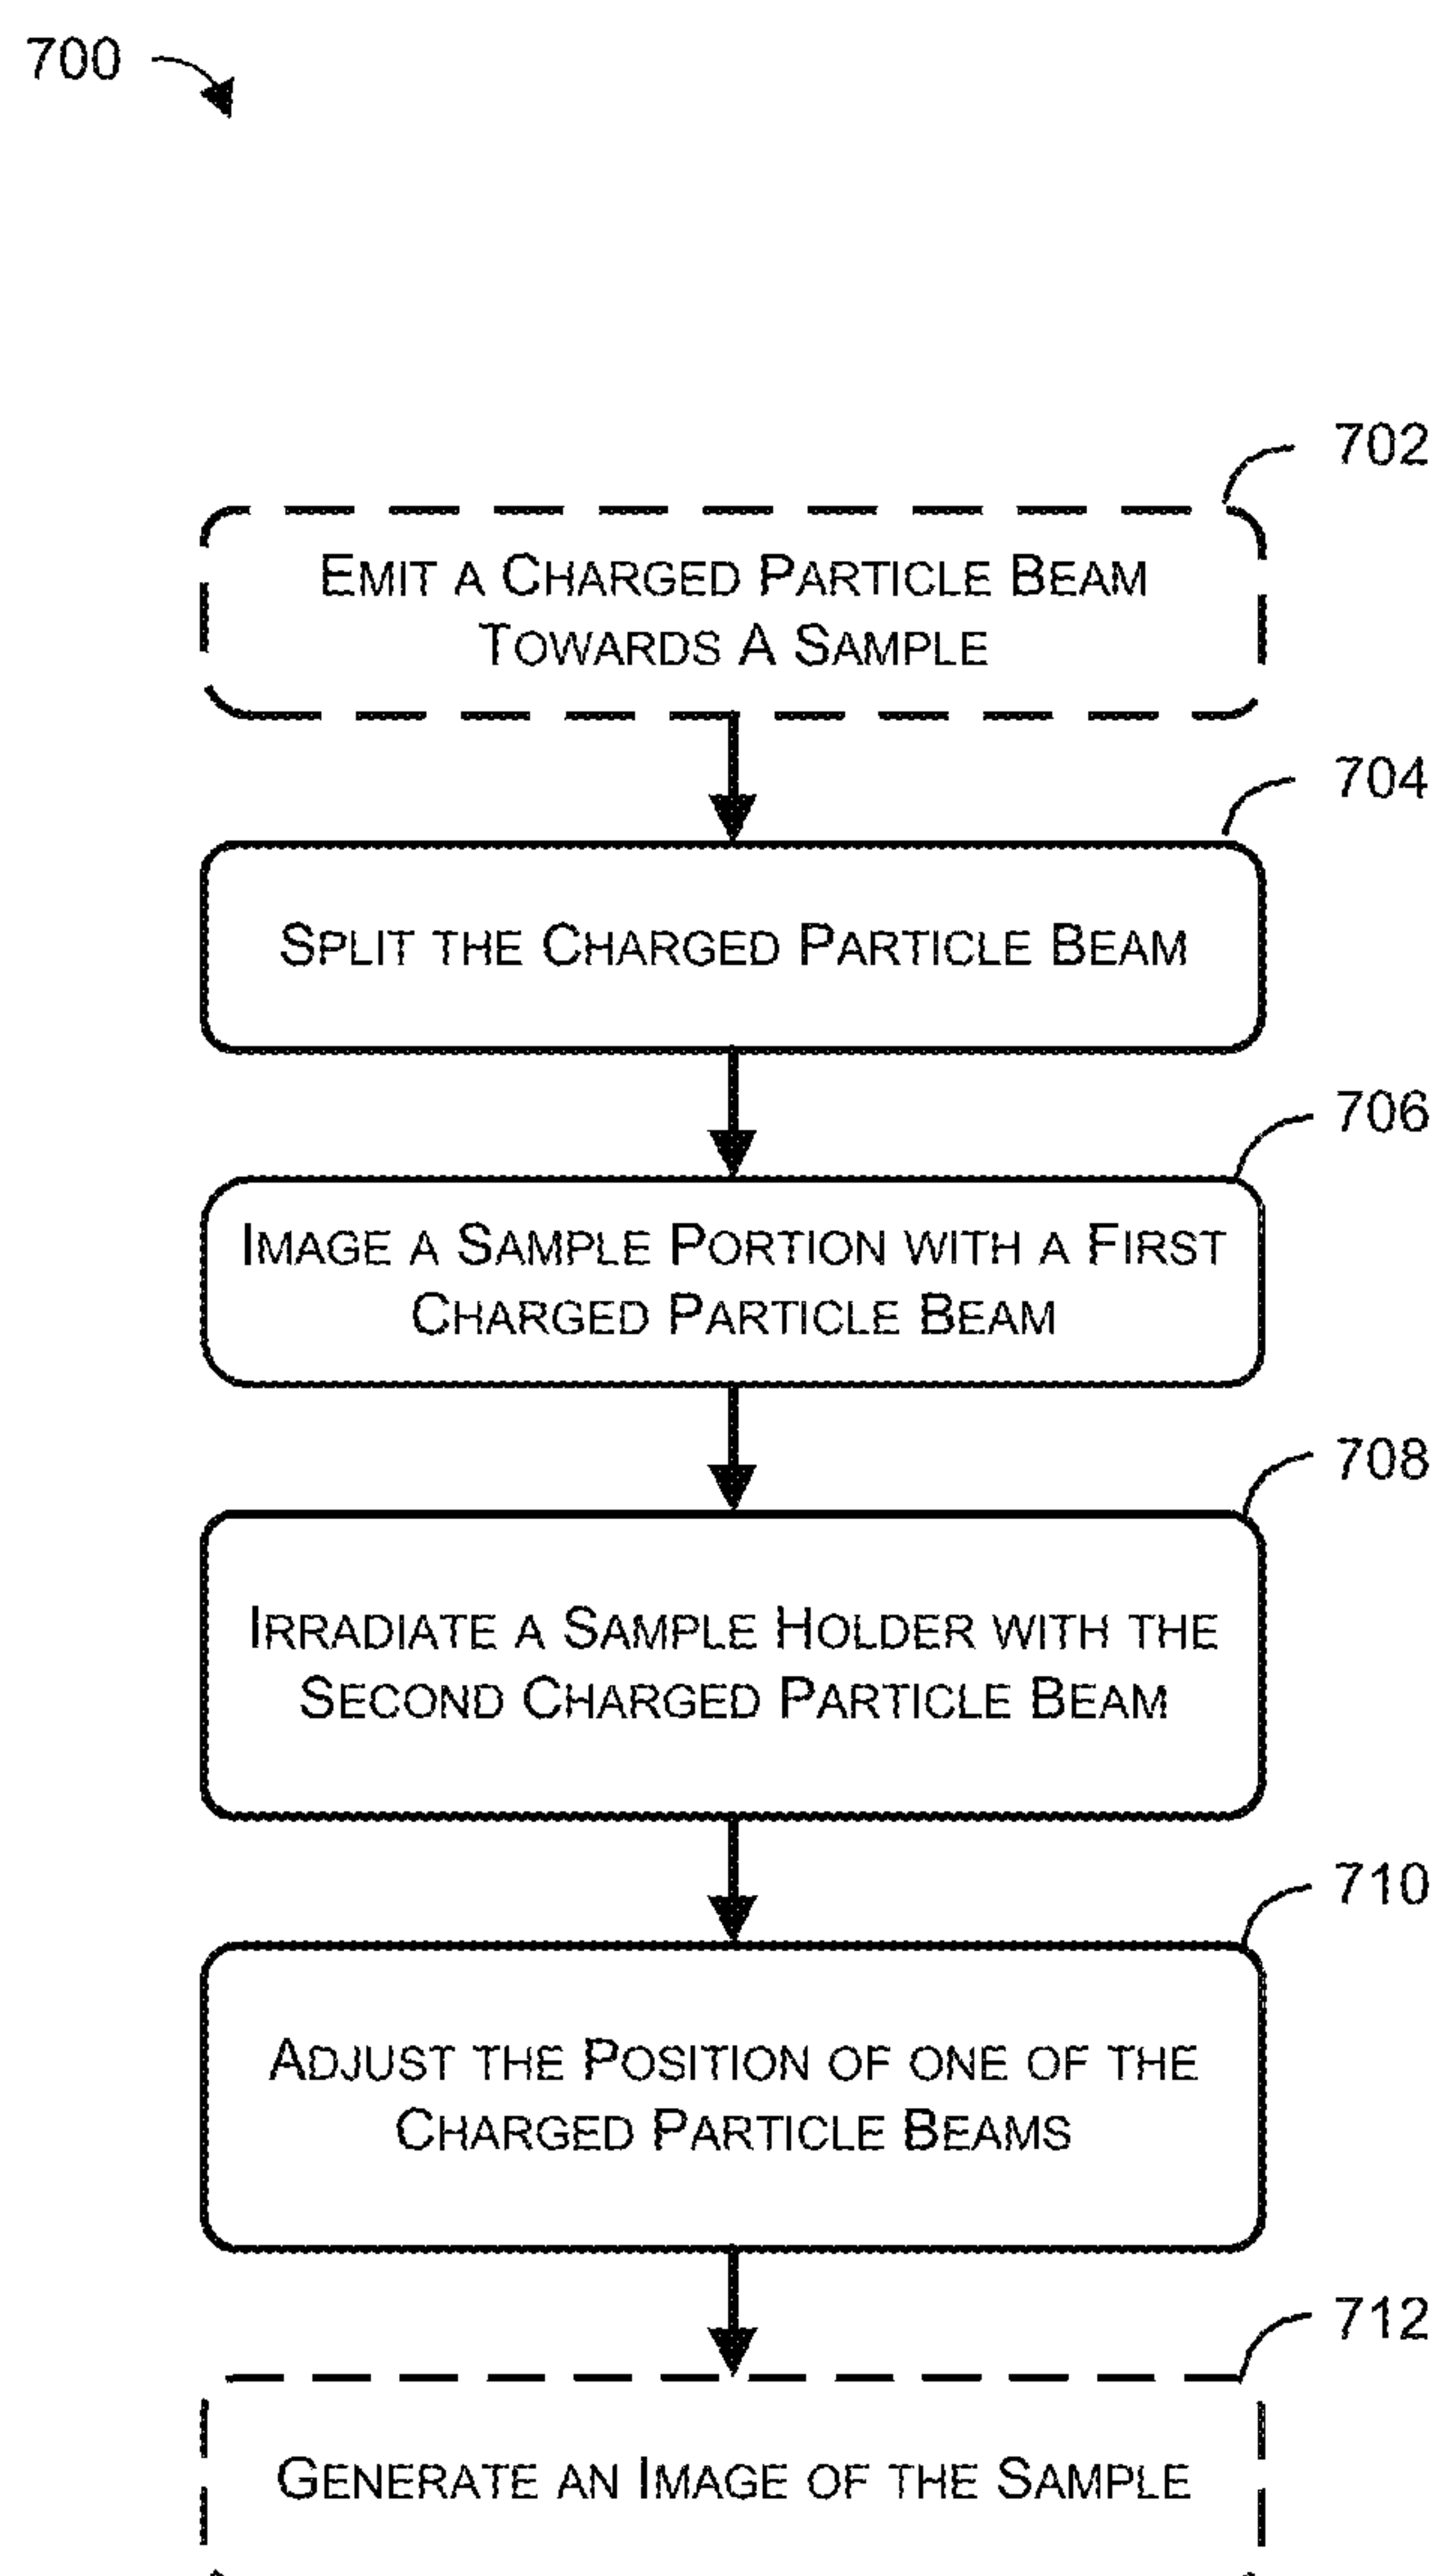 700
702
EMIT A CHARGED PARTICLE BEAM
TOWARDS A SAMPLE
704
SPLIT THE CHARGED PARTICLE BEAM
706
IMAGE A SAMPLE PORTION WITH A FIRST
CHARGED PARTICLE BEAM
708
IRRADIATE A SAMPLE HOLDER WITH THE
SECOND CHARGED PARTICLE BEAM
710
ADJUST THE POSITION OF ONE OF THE
CHARGED PARTICLE BEAMS
712
GENERATE AN IMAGE OF THE SAMPLE